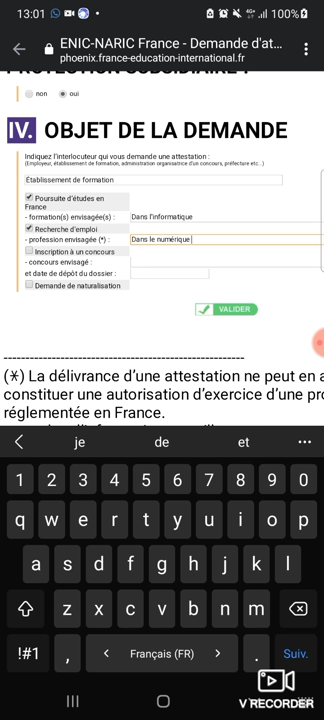 13:01
4G+
100%
ENIC-NARIC France - Demande d'at...
phoenix.france-education-international.fr
PROTECTION SUBSIDIAIRE ?
non oui
IV. OBJET DE LA DEMANDE
Indiquez l'interlocuteur qui vous demande une attestation :
(Employeur, établissement de formation, administration organisatrice d'un concours, préfecture etc...)
Établissement de formation
Poursuite d'études en
France
- formation(s) envisagée(s) : Dans l'informatique
Recherche d'emploi
- profession envisagée (*) : Dans le numérique
Inscription à un concours
- concours envisagé :
et date de dépôt du dossier :
Demande de naturalisation
VALIDER
--------------------------------------------------------
(*) La délivrance d'une attestation ne peut en a
constituer une autorisation d'exercice d'une pro
réglementée en France.
je de et
1 2 3 4 5 6 7 8 9 0
q w e r t y u i o p
a s d f g h j k l
z x c v b n m
!#1 , Français (FR) . Suiv.
V RECORDER